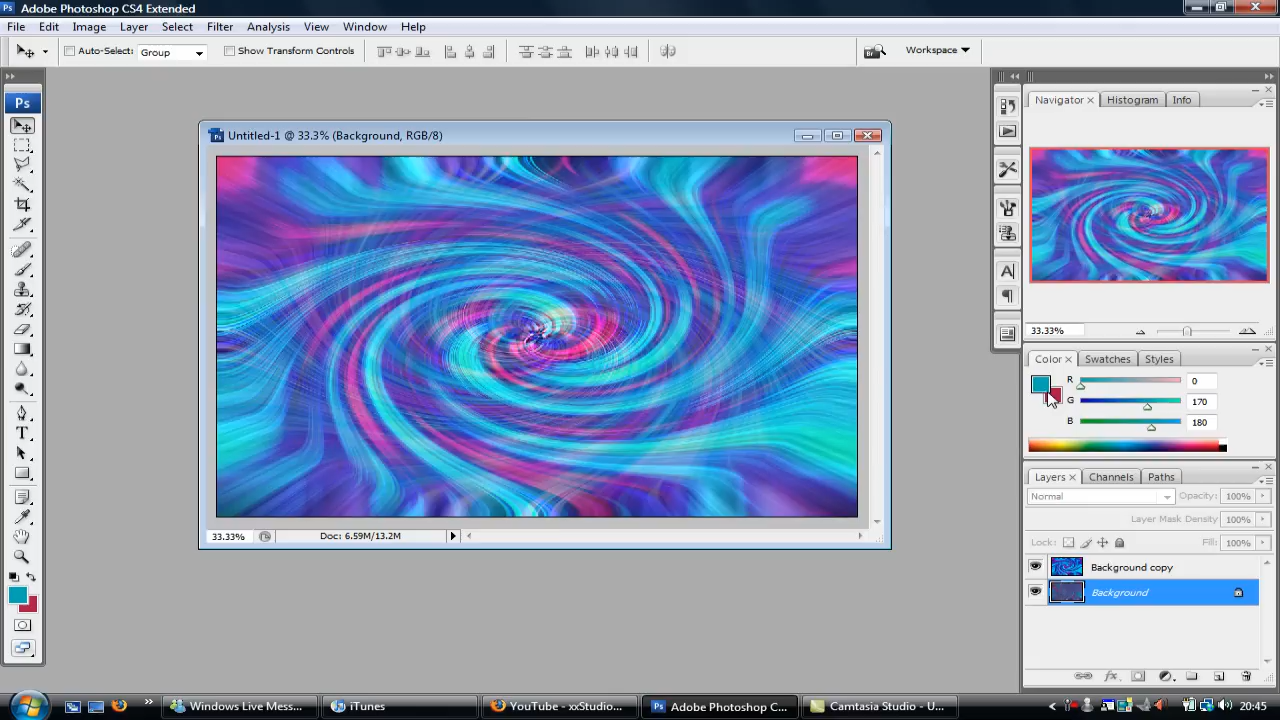 Adobe Photoshop CS4 Extended
File Edit Image Layer Select Filter Analysis View Window Help
Auto-Select: Group Show Transform Controls Br Workspace
Ps
Untitled-1 @ 33.3% (Background, RGB/8)
33.33% Doc: 6.59M/13.2M
Navigator Histogram Info
33.33%
Color Swatches Styles
R 0
G 170
B 180
Layers Channels Paths
Normal Opacity: 100%
Layer Mask Density: 100%
Lock: Fill: 100%
Background copy
Background
Windows Live Mess... iTunes YouTube - xxStudio... Adobe Photoshop C... Camtasia Studio - U... 20:45